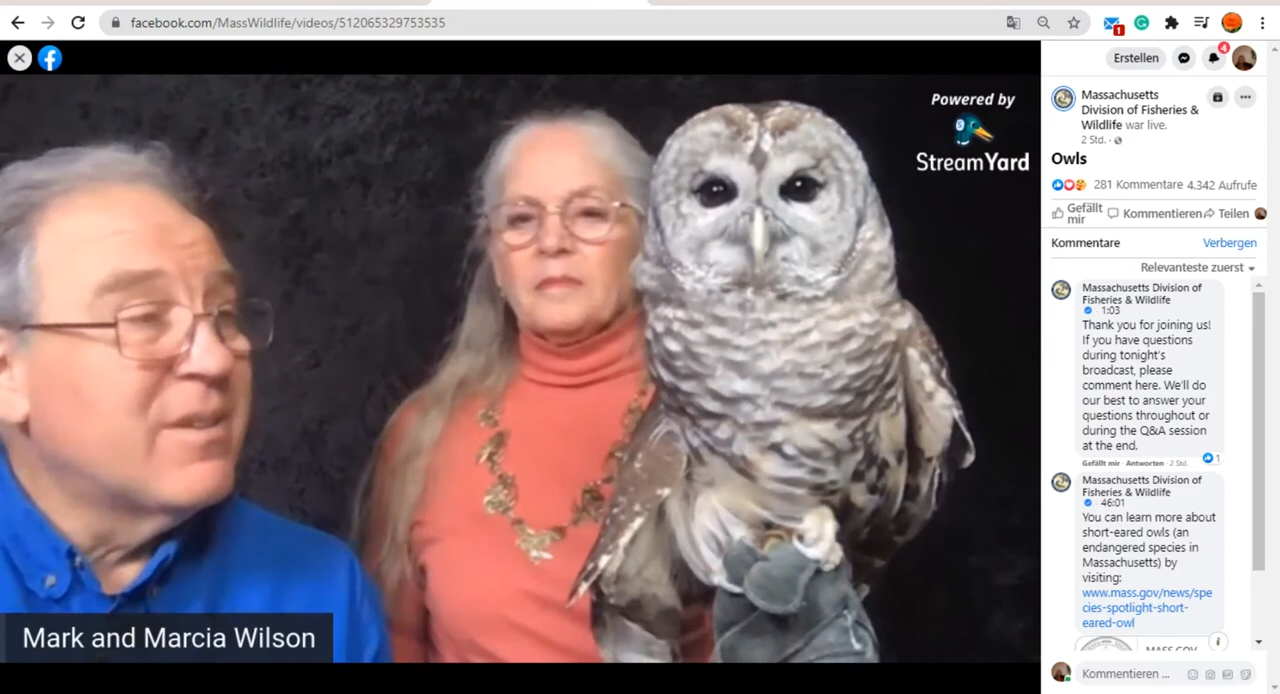 facebook.com/MassWildlife/videos/512065329753535
1
Powered by
StreamYard
Mark and Marcia Wilson
Erstellen
4
Massachusetts
Division of Fisheries &
Wildlife war live.
2 Std. ·
Owls
281 Kommentare 4.342 Aufrufe
Gefällt
mir
Kommentieren
Teilen
Kommentare
Verbergen
Relevanteste zuerst
Massachusetts Division of
Fisheries & Wildlife
· 1:03
Thank you for joining us!
If you have questions
during tonight's
broadcast, please
comment here. We'll do
our best to answer your
questions throughout or
during the Q&A session
at the end.
1
Gefällt mir · Antworten · 2 Std.
Massachusetts Division of
Fisheries & Wildlife
· 46:01
You can learn more about
short-eared owls (an
endangered species in
Massachusetts) by
visiting:
www.mass.gov/news/spe
cies-spotlight-short-
eared-owl
MASS.GOV
Kommentieren ...